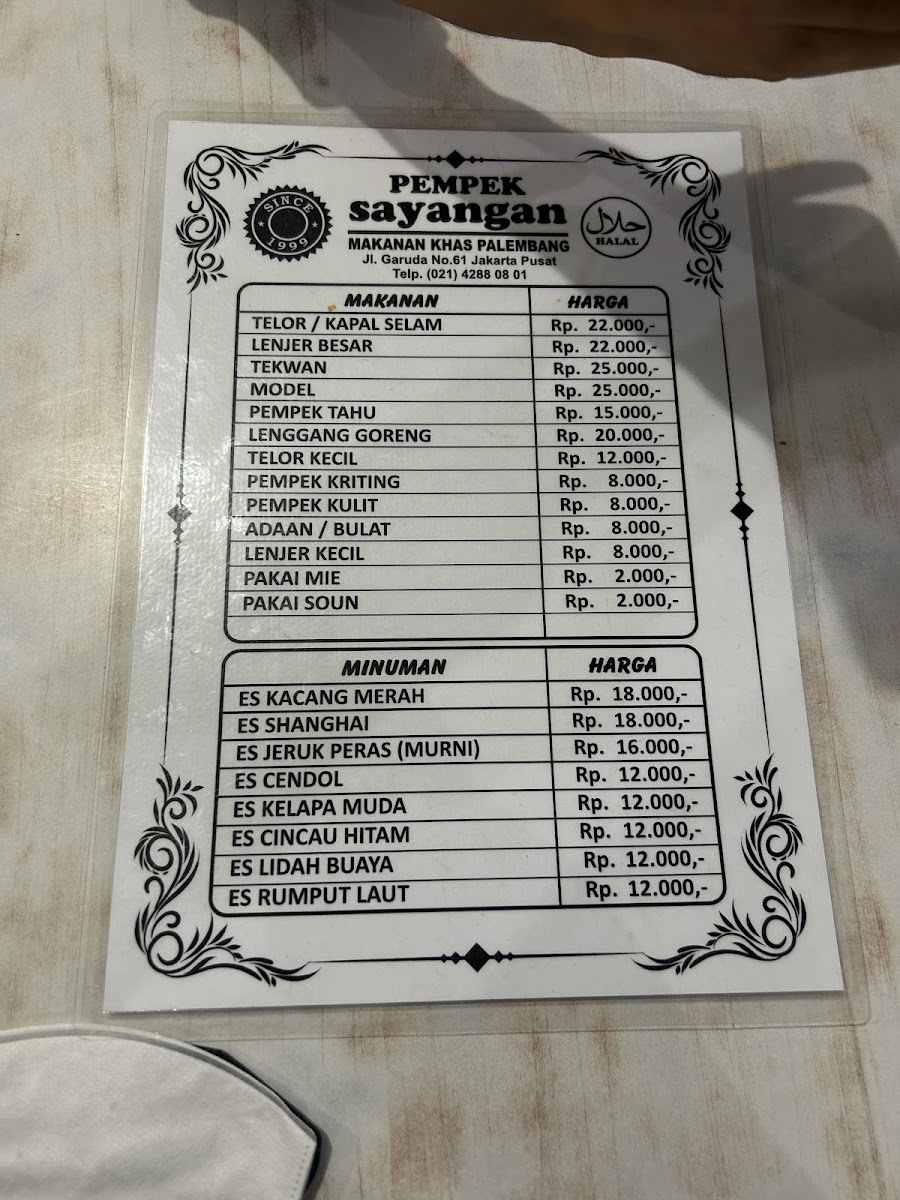 SINCE
1999
PEMPEK
sayangan
MAKANAN KHAS PALEMBANG
Jl. Garuda No.61 Jakarta Pusat
Telp. (021) 4288 08 01
حلال
HALAL
MAKANAN HARGA
TELOR / KAPAL SELAM Rp. 22.000,-
LENJER BESAR Rp. 22.000,-
TEKWAN Rp. 25.000,-
MODEL Rp. 25.000,-
PEMPEK TAHU Rp. 15.000,-
LENGGANG GORENG Rp. 20.000,-
TELOR KECIL Rp. 12.000,-
PEMPEK KRITING Rp. 8.000,-
PEMPEK KULIT Rp. 8.000,-
ADAAN / BULAT Rp. 8.000,-
LENJER KECIL Rp. 8.000,-
PAKAI MIE Rp. 2.000,-
PAKAI SOUN Rp. 2.000,-
MINUMAN HARGA
ES KACANG MERAH Rp. 18.000,-
ES SHANGHAI Rp. 18.000,-
ES JERUK PERAS (MURNI) Rp. 16.000,-
ES CENDOL Rp. 12.000,-
ES KELAPA MUDA Rp. 12.000,-
ES CINCAU HITAM Rp. 12.000,-
ES LIDAH BUAYA Rp. 12.000,-
ES RUMPUT LAUT Rp. 12.000,-